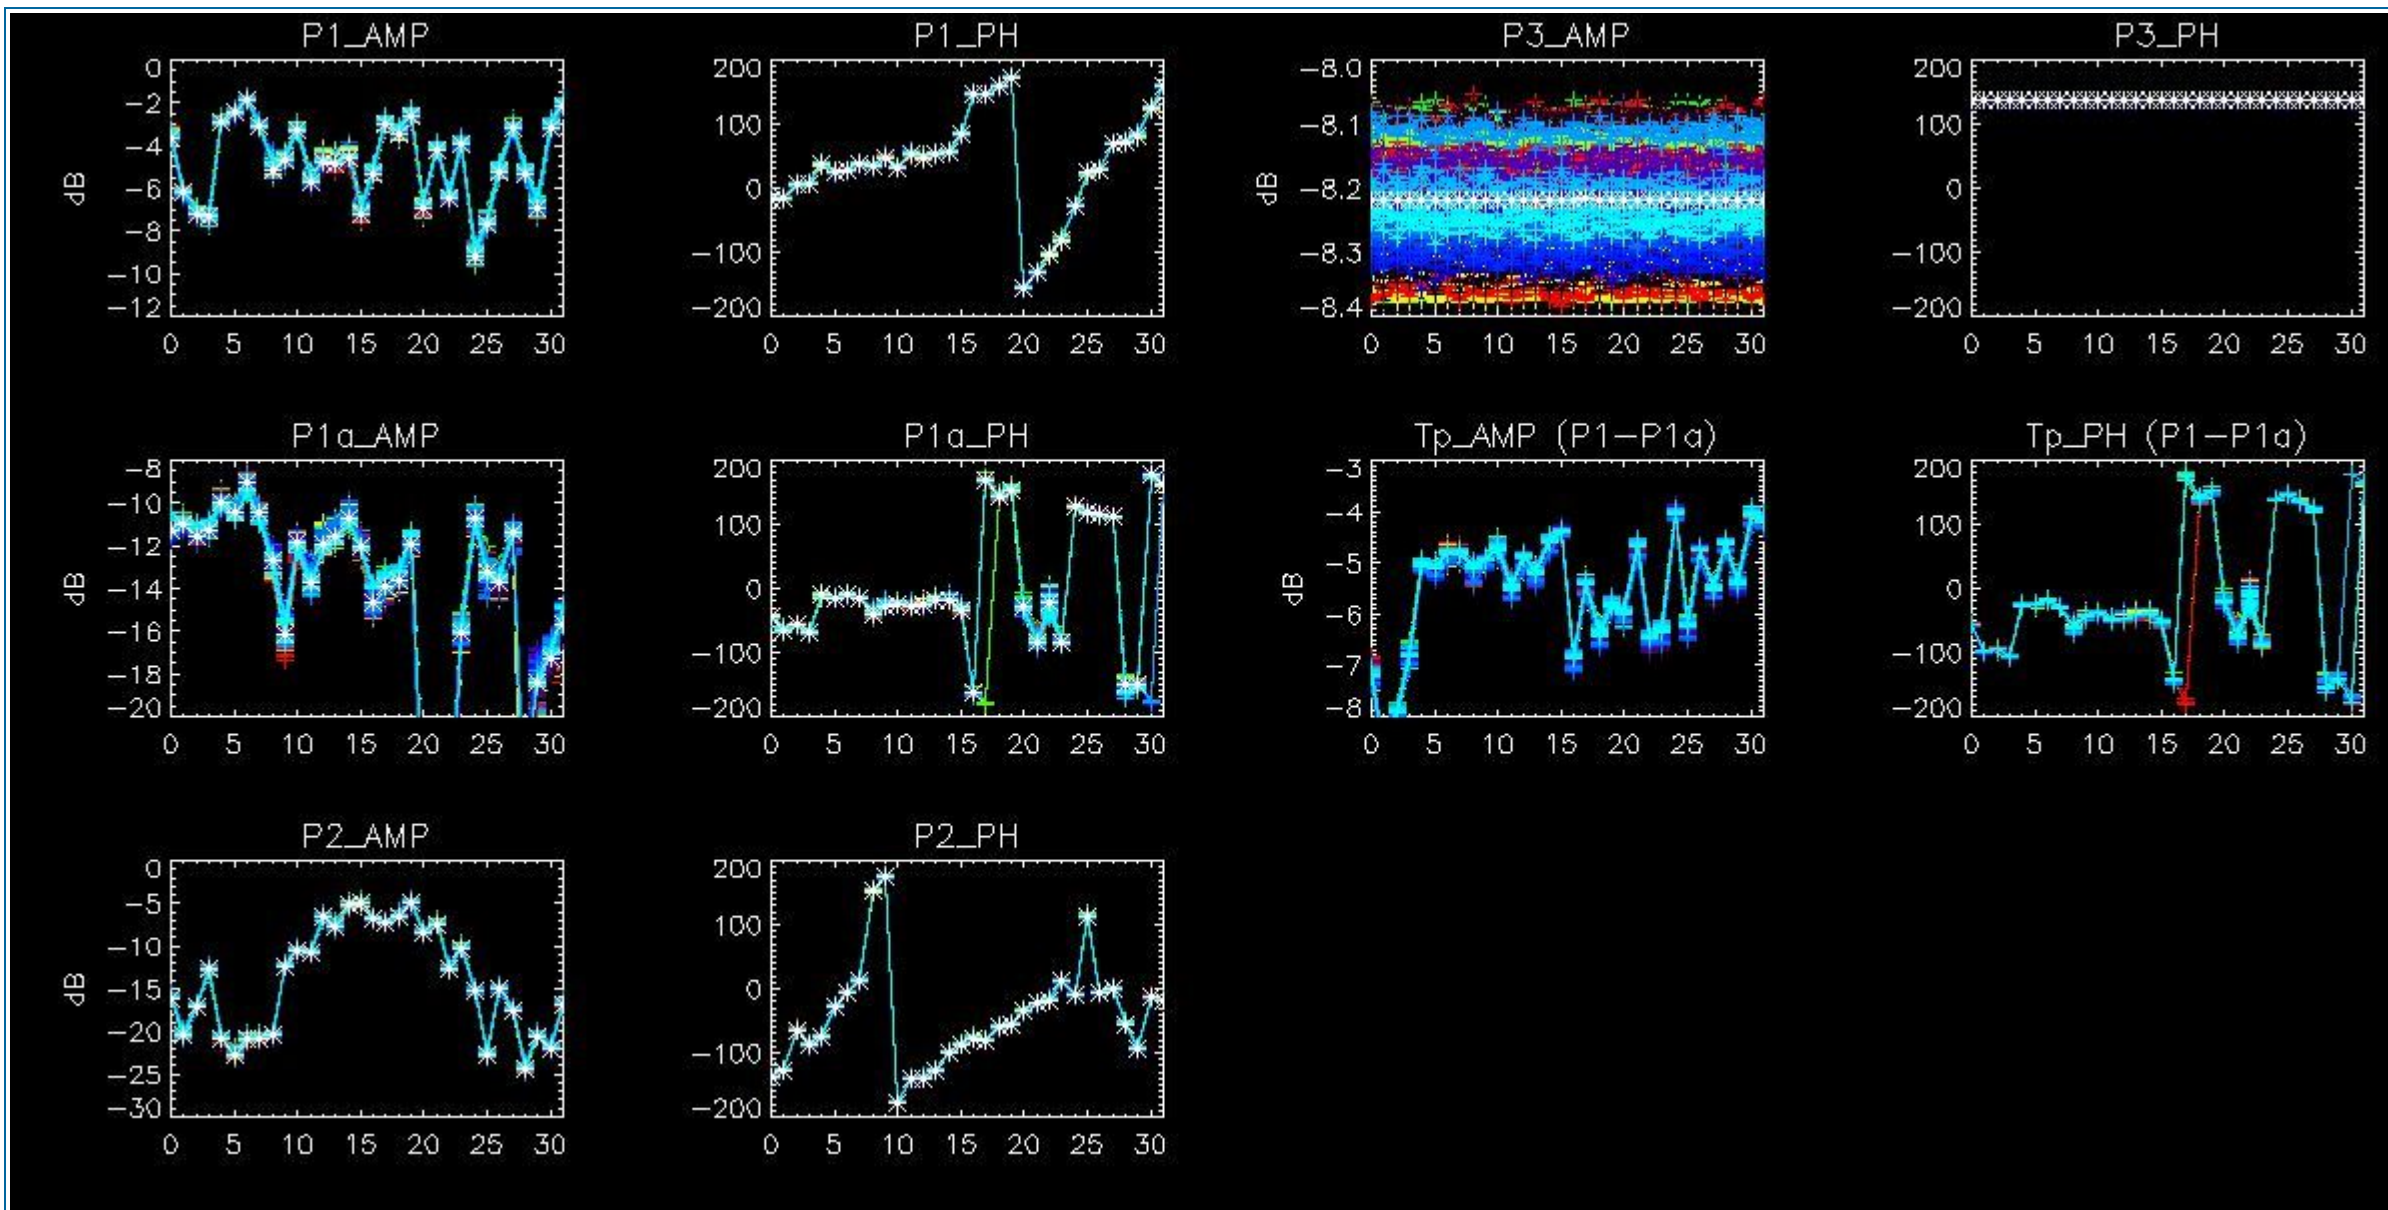 P1_AMP P1_PH P3_AMP P3_PH
0 200 -8.0 200
-2
-4 100 -8.1 100
dB -6 0 dB -8.2 0
-8
-10 -100 -8.3 -100
-12 -200 -8.4 -200
0 5 10 15 20 25 30 0 5 10 15 20 25 30 0 5 10 15 20 25 30 0 5 10 15 20 25 30
P1a_AMP P1a_PH Tp_AMP (P1-P1a) Tp_PH (P1-P1a)
-8 200 -3 200
-10 100 -4 100
-12 -5
dB -14 0 dB 0
-16 -100 -6 -100
-18 -7
-20 -200 -8 -200
0 5 10 15 20 25 30 0 5 10 15 20 25 30 0 5 10 15 20 25 30 0 5 10 15 20 25 30
P2_AMP P2_PH
0 200
-5 100
-10
dB -15 0
-20 -100
-25
-30 -200
0 5 10 15 20 25 30 0 5 10 15 20 25 30